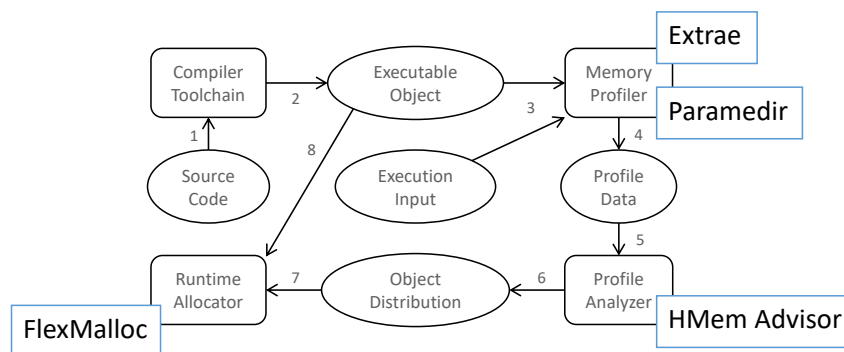 Extrae
Compiler
Toolchain
2
Executable
Object
3
Memory
Profiler
Paramedir
1
8
4
Source
Code
Execution
Input
Profile
Data
5
Runtime
Allocator
7
Object
Distribution
6
Profile
Analyzer
FlexMalloc
HMem Advisor